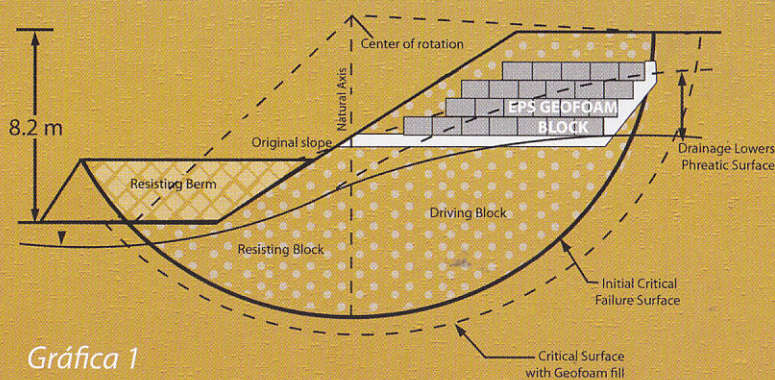 Center of rotation
Natural Axis
8.2 m
EPS GEOFOAM
BLOCK
Original slope
Drainage Lowers
Phreatic Surface
Resisting Berm
Driving Block
Resisting Block
Initial Critical
Failure Surface
Gráfica 1
Critical Surface
with Geofoam fill